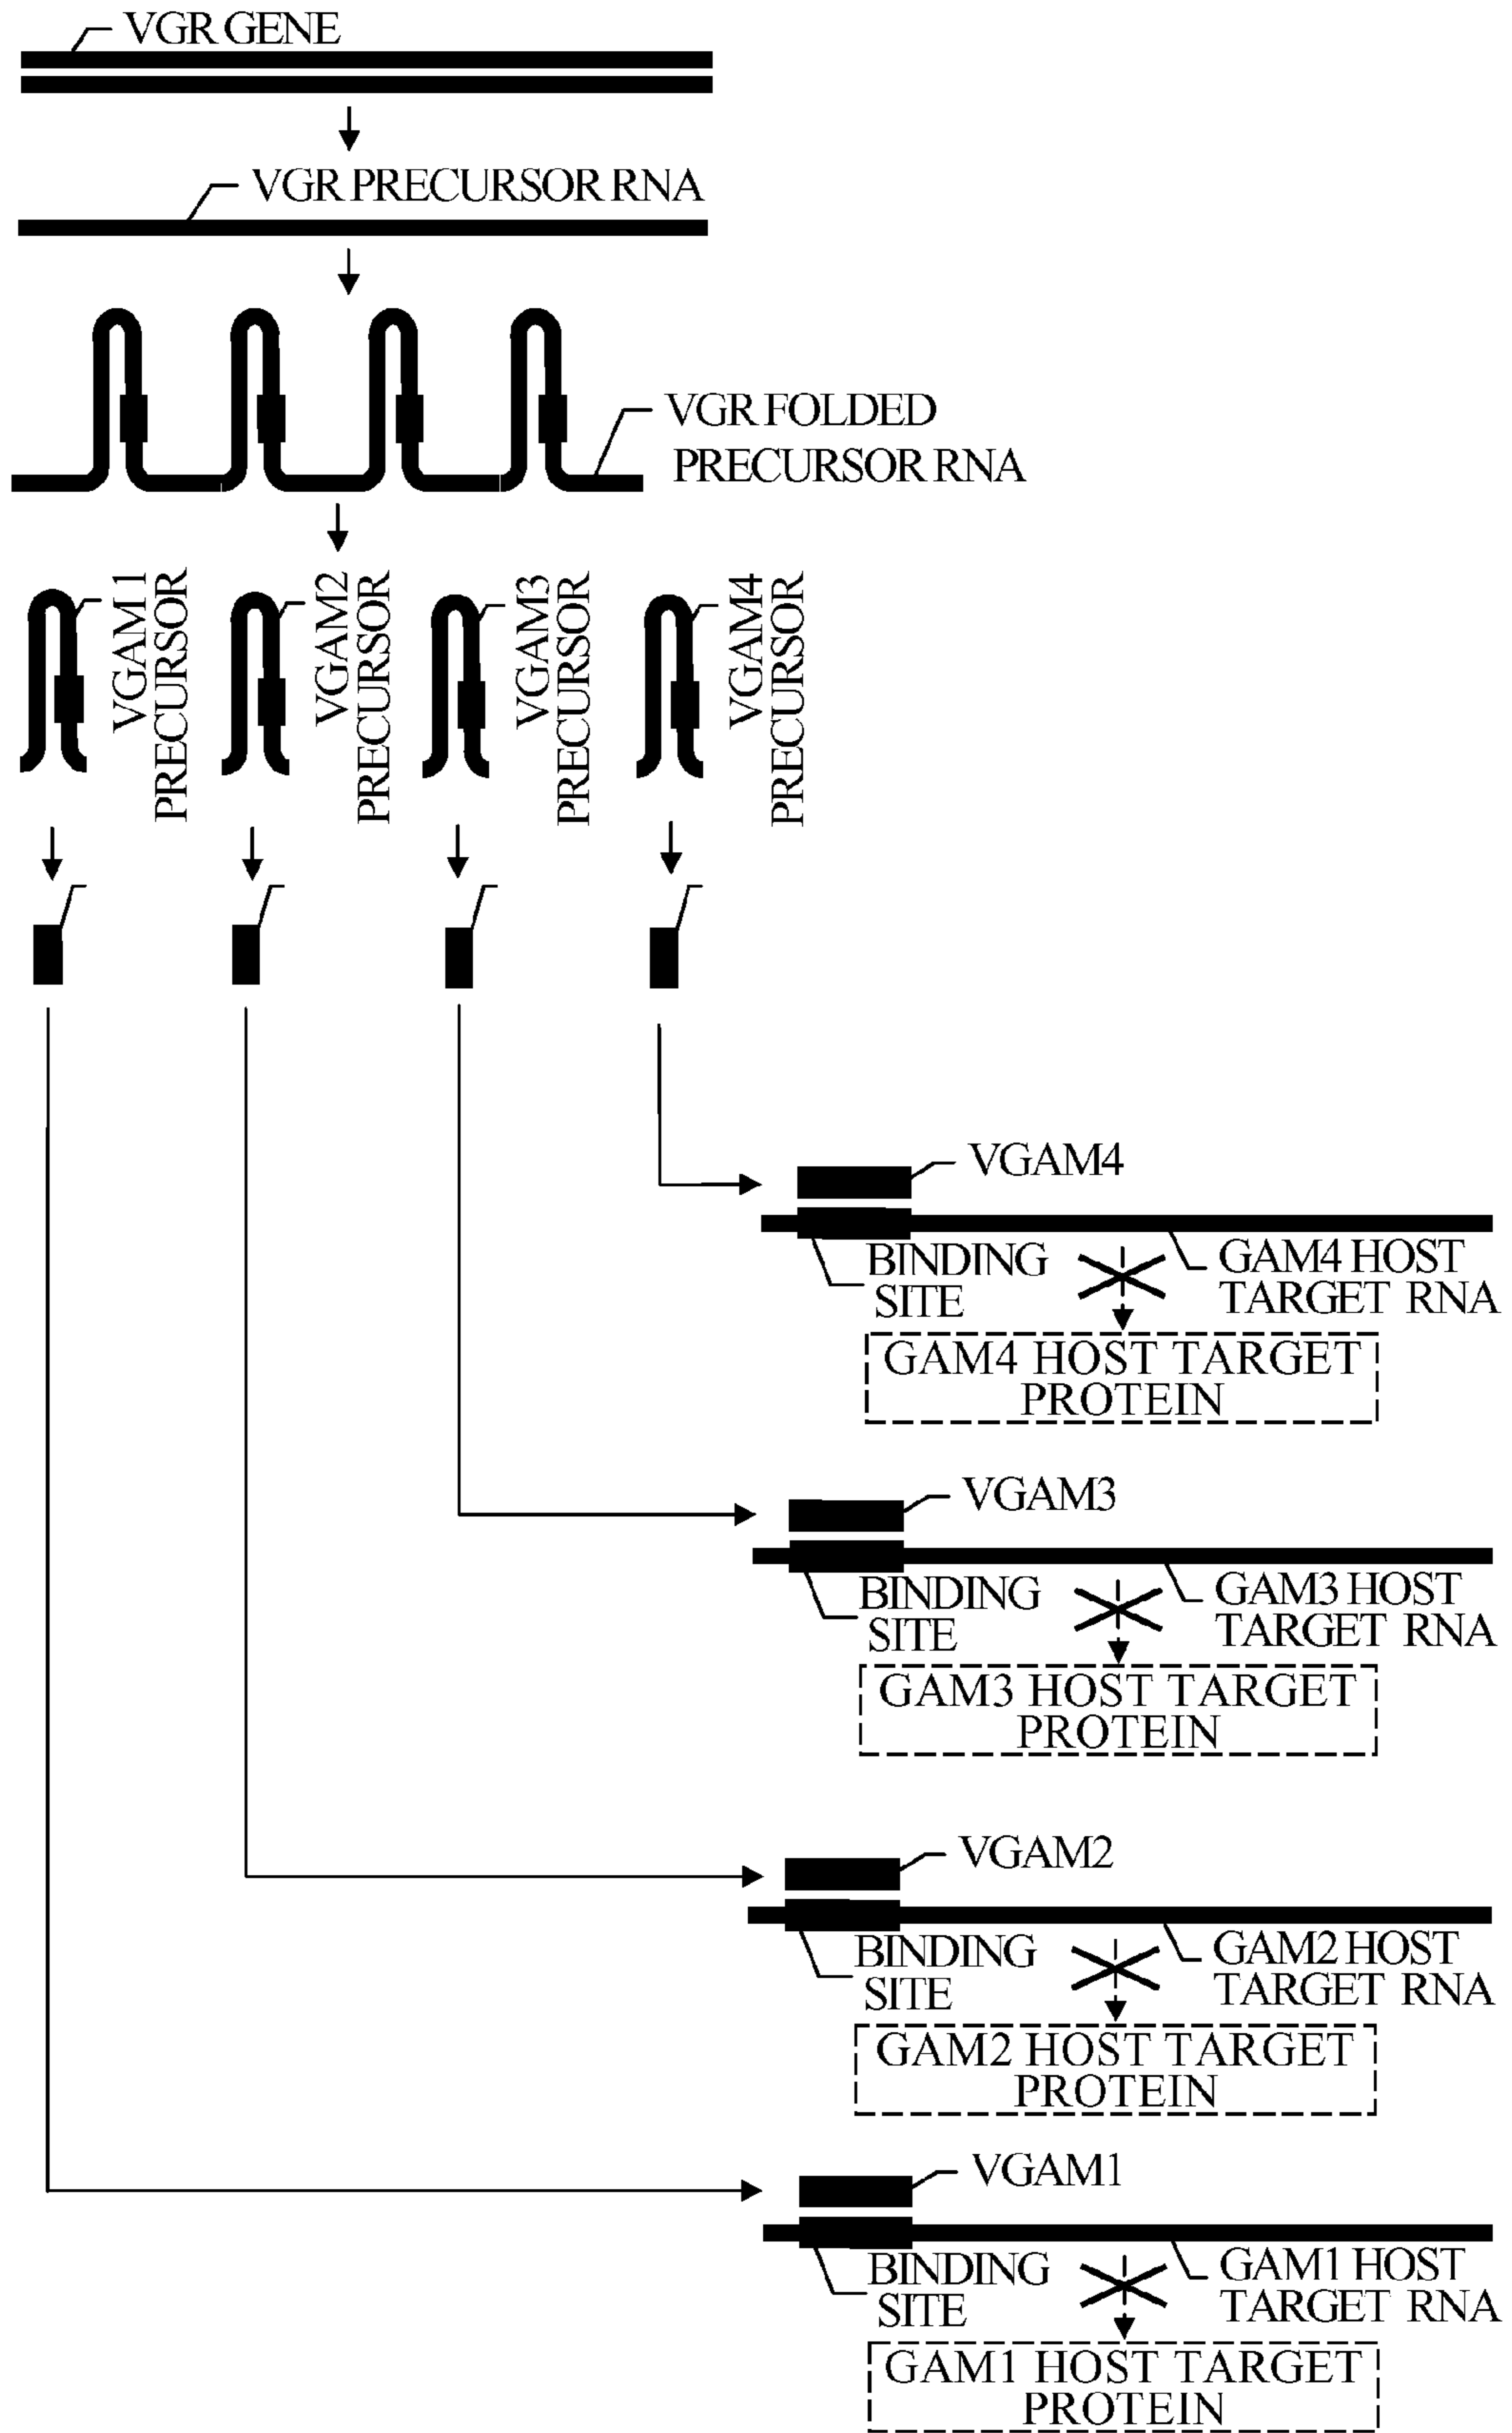 VGR GENE
VGR PRECURSOR RNA
VGR FOLDED
PRECURSOR RNA
VGAM1
PRECURSOR
VGAM2
PRECURSOR
VGAM3
PRECURSOR
VGAM4
PRECURSOR
VGAM4
BINDING
SITE
GAM4 HOST
TARGET RNA
GAM4 HOST TARGET
PROTEIN
VGAM3
BINDING
SITE
GAM3 HOST
TARGET RNA
GAM3 HOST TARGET
PROTEIN
VGAM2
BINDING
SITE
GAM2 HOST
TARGET RNA
GAM2 HOST TARGET
PROTEIN
VGAM1
BINDING
SITE
GAM1 HOST
TARGET RNA
GAM1 HOST TARGET
PROTEIN